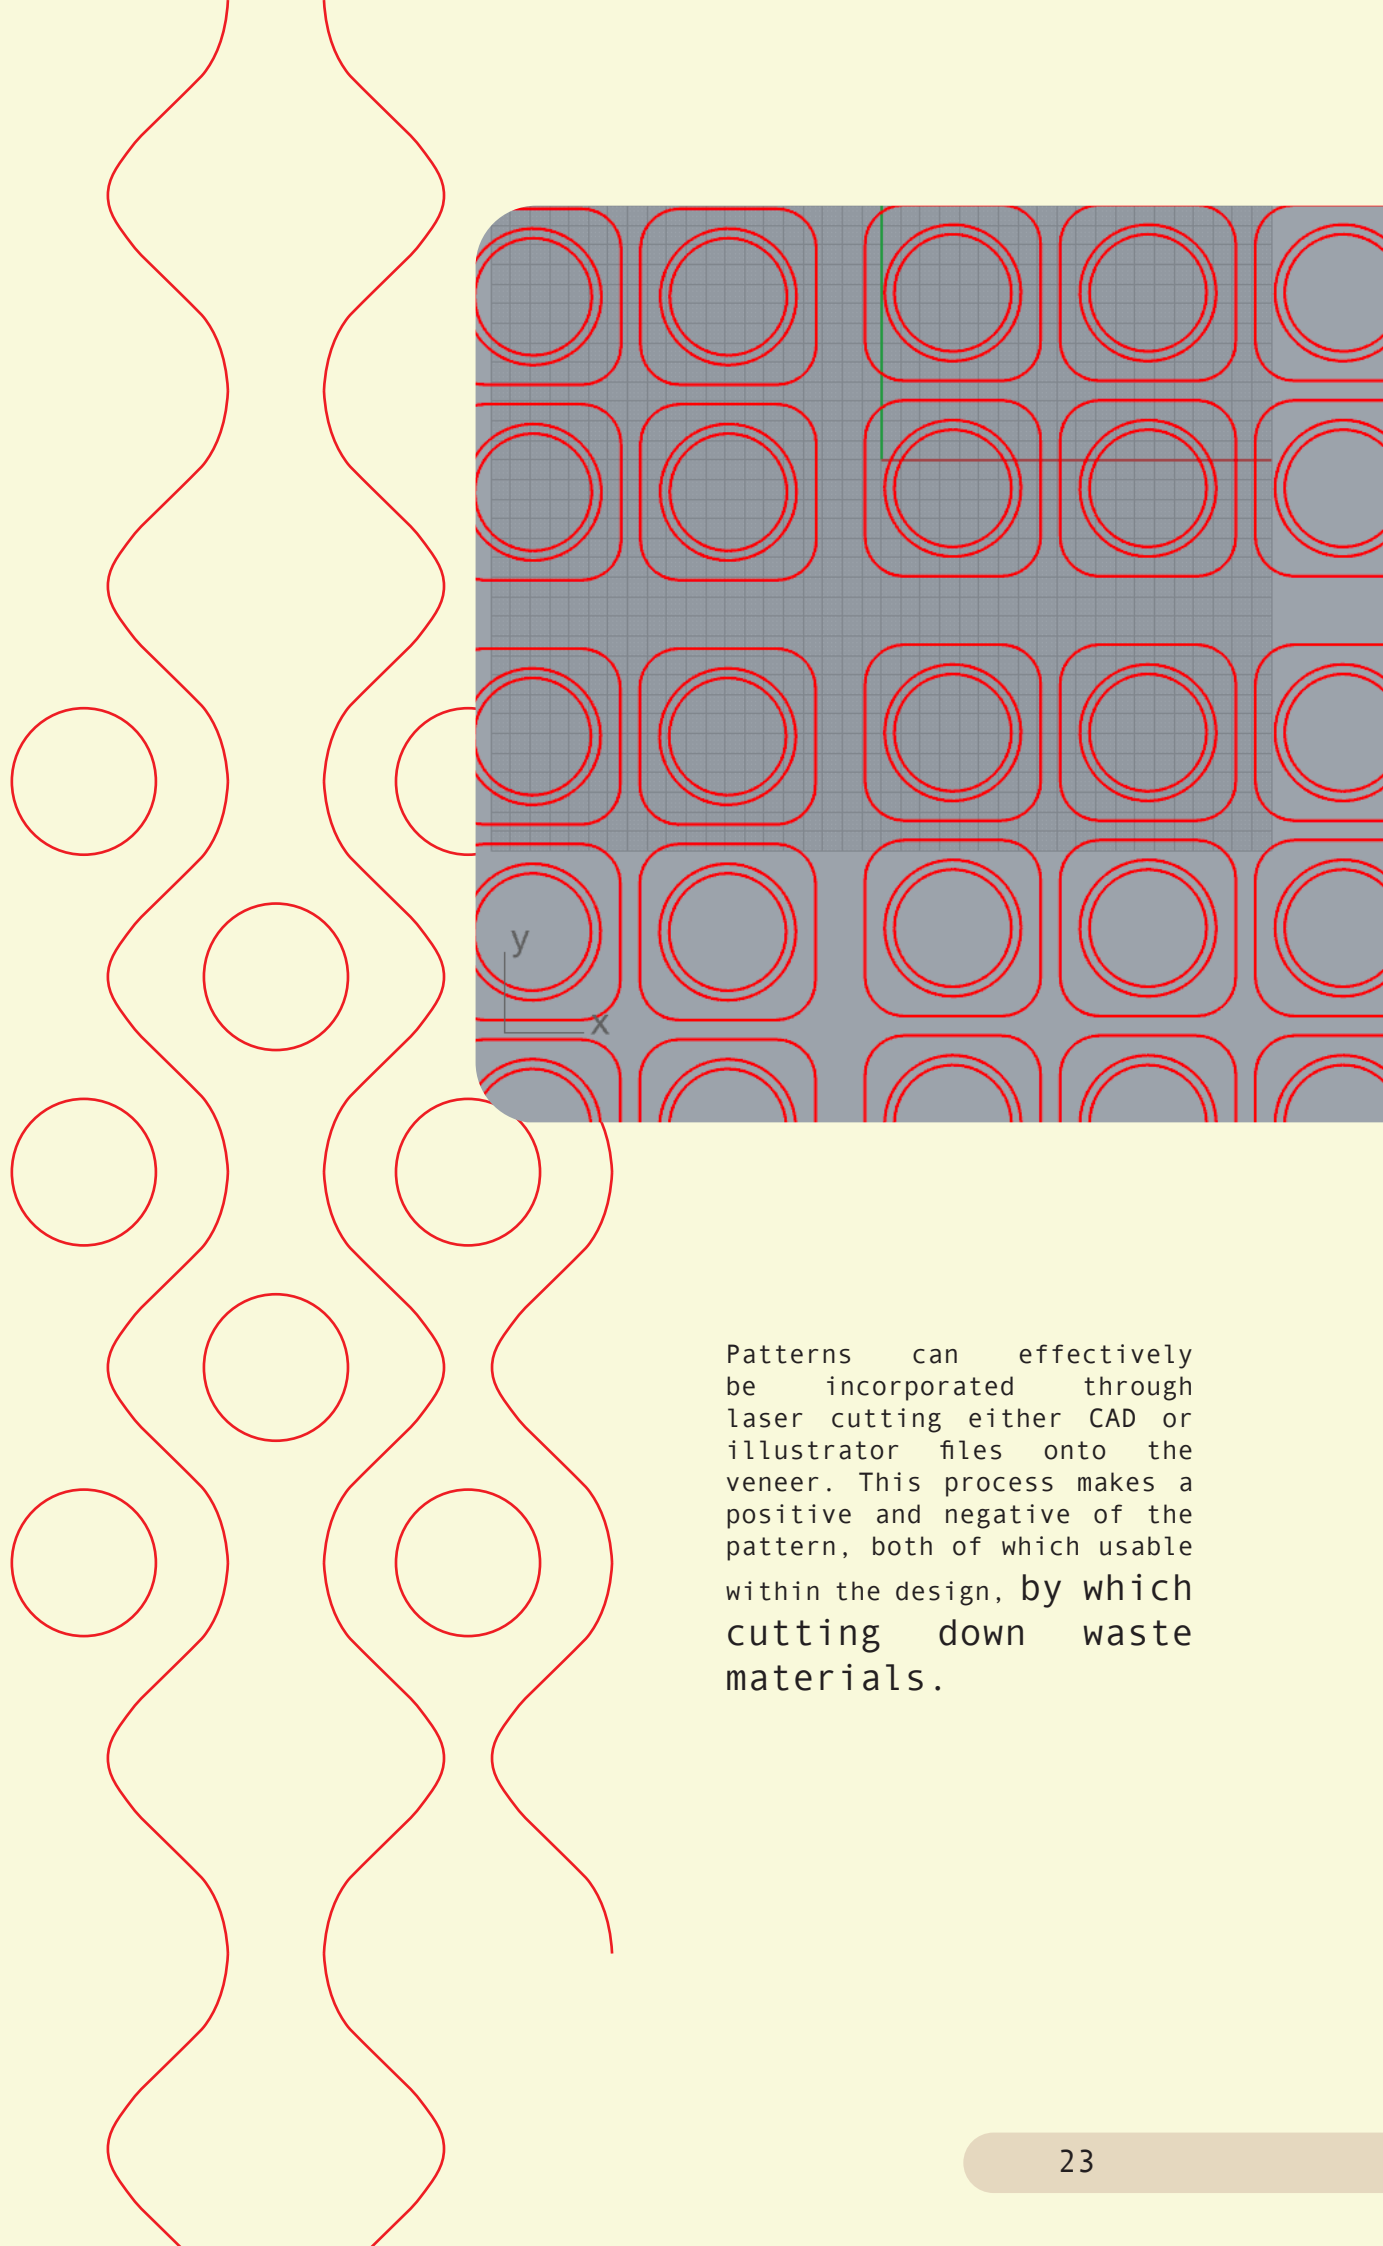 y
x
Patterns can effectively
be incorporated through
laser cutting either CAD or
illustrator files onto the
veneer. This process makes a
positive and negative of the
pattern, both of which usable
within the design, by which
cutting down waste
materials.
23